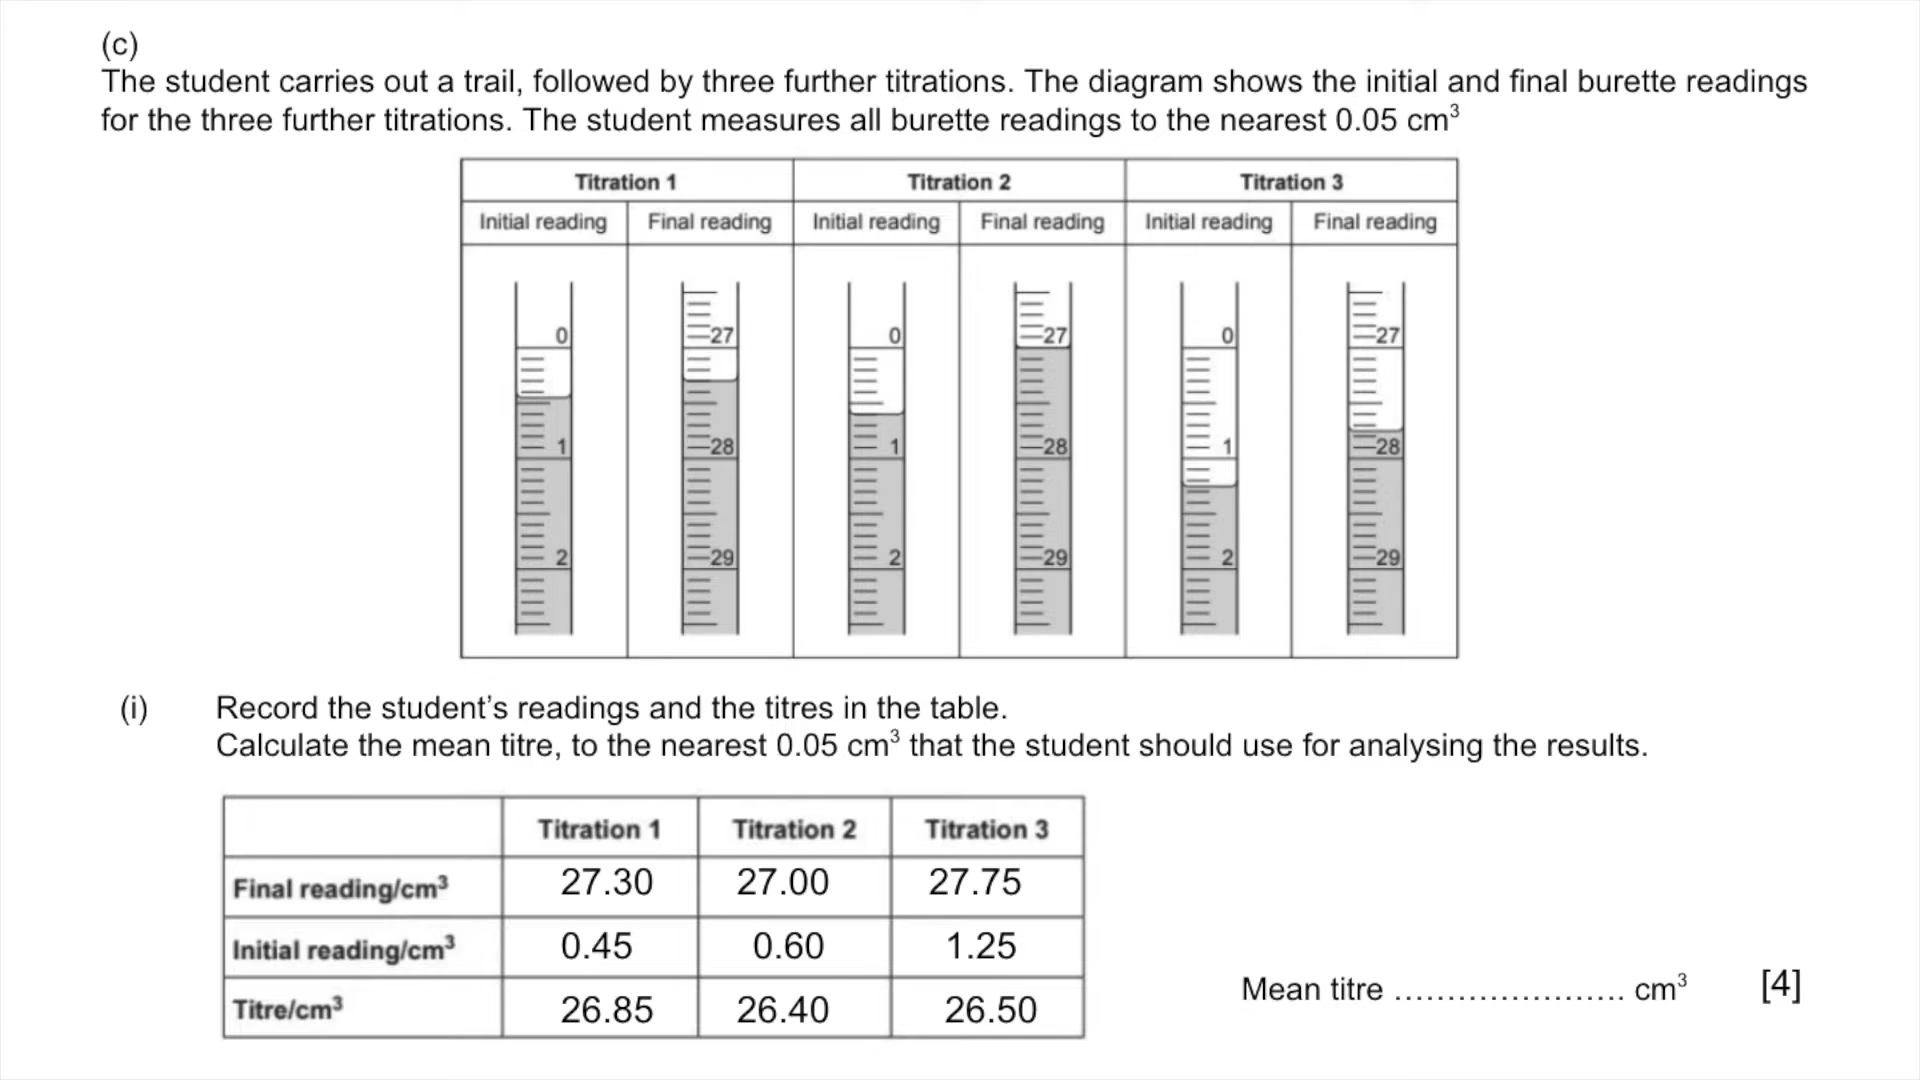 (c)
The student carries out a trail, followed by three further titrations. The diagram shows the initial and final burette readings
for the three further titrations. The student measures all burette readings to the nearest 0.05 cm³
Titration 1 Titration 2 Titration 3
Initial reading Final reading Initial reading Final reading Initial reading Final reading
0 27 0 27 0 27
1 28 1 28 1 28
2 29 2 29 2 29
(i) Record the student's readings and the titres in the table.
Calculate the mean titre, to the nearest 0.05 cm³ that the student should use for analysing the results.
Titration 1 Titration 2 Titration 3
Final reading/cm³ 27.30 27.00 27.75
Initial reading/cm³ 0.45 0.60 1.25
Titre/cm³ 26.85 26.40 26.50
Mean titre ...................... cm³ [4]